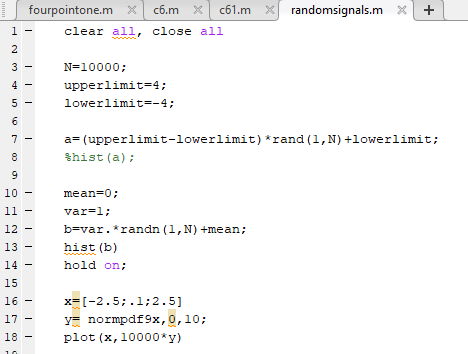 fourpointone.m × c6.m × c61.m × randomsignals.m × +
1 – clear all, close all
2
3 – N=10000;
4 – upperlimit=4;
5 – lowerlimit=-4;
6
7 – a=(upperlimit-lowerlimit)*rand(1,N)+lowerlimit;
8 %hist(a);
9
10 – mean=0;
11 – var=1;
12 – b=var.*randn(1,N)+mean;
13 – hist(b)
14 – hold on;
15
16 – x=[-2.5;.1;2.5]
17 – y= normpdf9x,0,10;
18 – plot(x,10000*y)
19